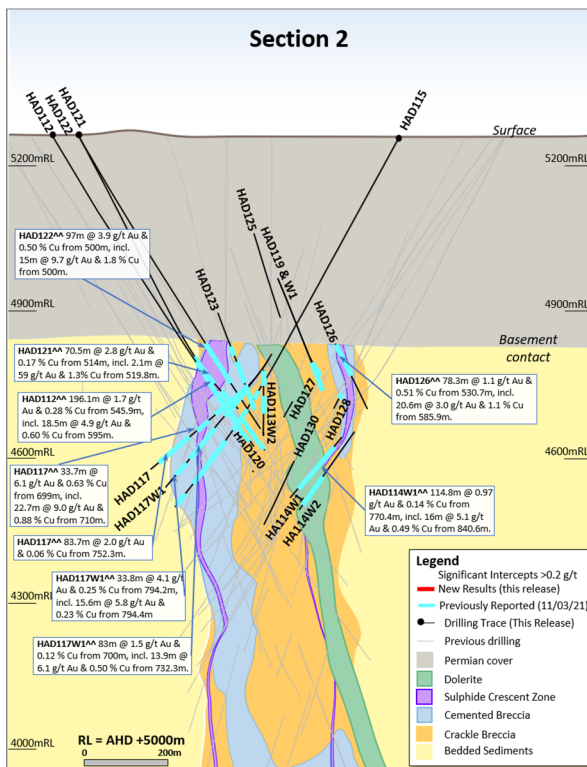 Section 2
HAD112
HAD122
HAD121
HAD115
Surface
5200mRL
5200mRL
HAD125
HAD119 & W1
HAD122^^ 97m @ 3.9 g/t Au &
0.50 % Cu from 500m, incl.
15m @ 9.7 g/t Au & 1.8 % Cu
from 500m.
HAD123
4900mRL
4900mRL
HAD126
Basement
contact
HAD121^^ 70.5m @ 2.8 g/t Au &
0.17 % Cu from 514m, incl. 2.1m @
59 g/t Au & 1.3% Cu from 519.8m.
HAD126^^ 78.3m @ 1.1 g/t Au &
0.51 % Cu from 530.7m, incl.
20.6m @ 3.0 g/t Au & 1.1 % Cu
from 585.9m.
HAD112^^ 196.1m @ 1.7 g/t
Au & 0.28 % Cu from 545.9m,
incl. 18.5m @ 4.9 g/t Au &
0.60 % Cu from 595m.
HAD113W2
HAD127
HAD128
HAD130
HAD120
4600mRL
4600mRL
HAD117^^ 33.7m @
6.1 g/t Au & 0.63 % Cu
from 699m, incl.
22.7m @ 9.0 g/t Au &
0.88 % Cu from 710m.
HAD117
HAD117W1
HA114W1
HA114W2
HAD114W1^^ 114.8m @ 0.97
g/t Au & 0.14 % Cu from
770.4m, incl. 16m @ 5.1 g/t
Au & 0.49 % Cu from 840.6m.
HAD117^^ 83.7m @ 2.0 g/t Au &
0.06 % Cu from 752.3m.
HAD117W1^^ 33.8m @ 4.1 g/t
Au & 0.25 % Cu from 794.2m,
incl. 15.6m @ 5.8 g/t Au &
0.23 % Cu from 794.4m
4300mRL
HAD117W1^^ 83m @ 1.5 g/t Au &
0.12 % Cu from 700m, incl. 13.9m @
6.1 g/t Au & 0.50 % Cu from 732.3m.
4000mRL
RL = AHD +5000m
0
200m
Legend
Significant Intercepts >0.2 g/t
New Results (this release)
Previously Reported (11/03/21)
Drilling Trace (This Release)
Previous drilling
Permian cover
Dolerite
Sulphide Crescent Zone
Cemented Breccia
Crackle Breccia
Bedded Sediments